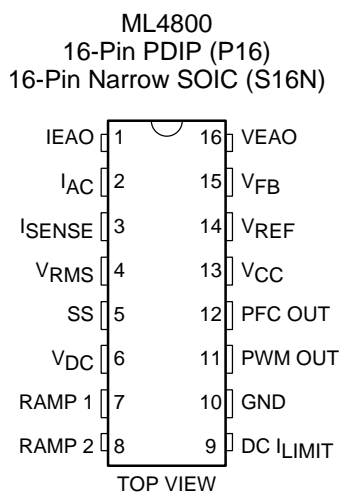 ML4800
16-Pin PDIP (P16)
16-Pin Narrow SOIC (S16N)
IEAO 1 16 VEAO
IAC 2 15 VFB
ISENSE 3 14 VREF
VRMS 4 13 VCC
SS 5 12 PFC OUT
VDC 6 11 PWM OUT
RAMP 1 7 10 GND
RAMP 2 8 9 DC ILIMIT
TOP VIEW